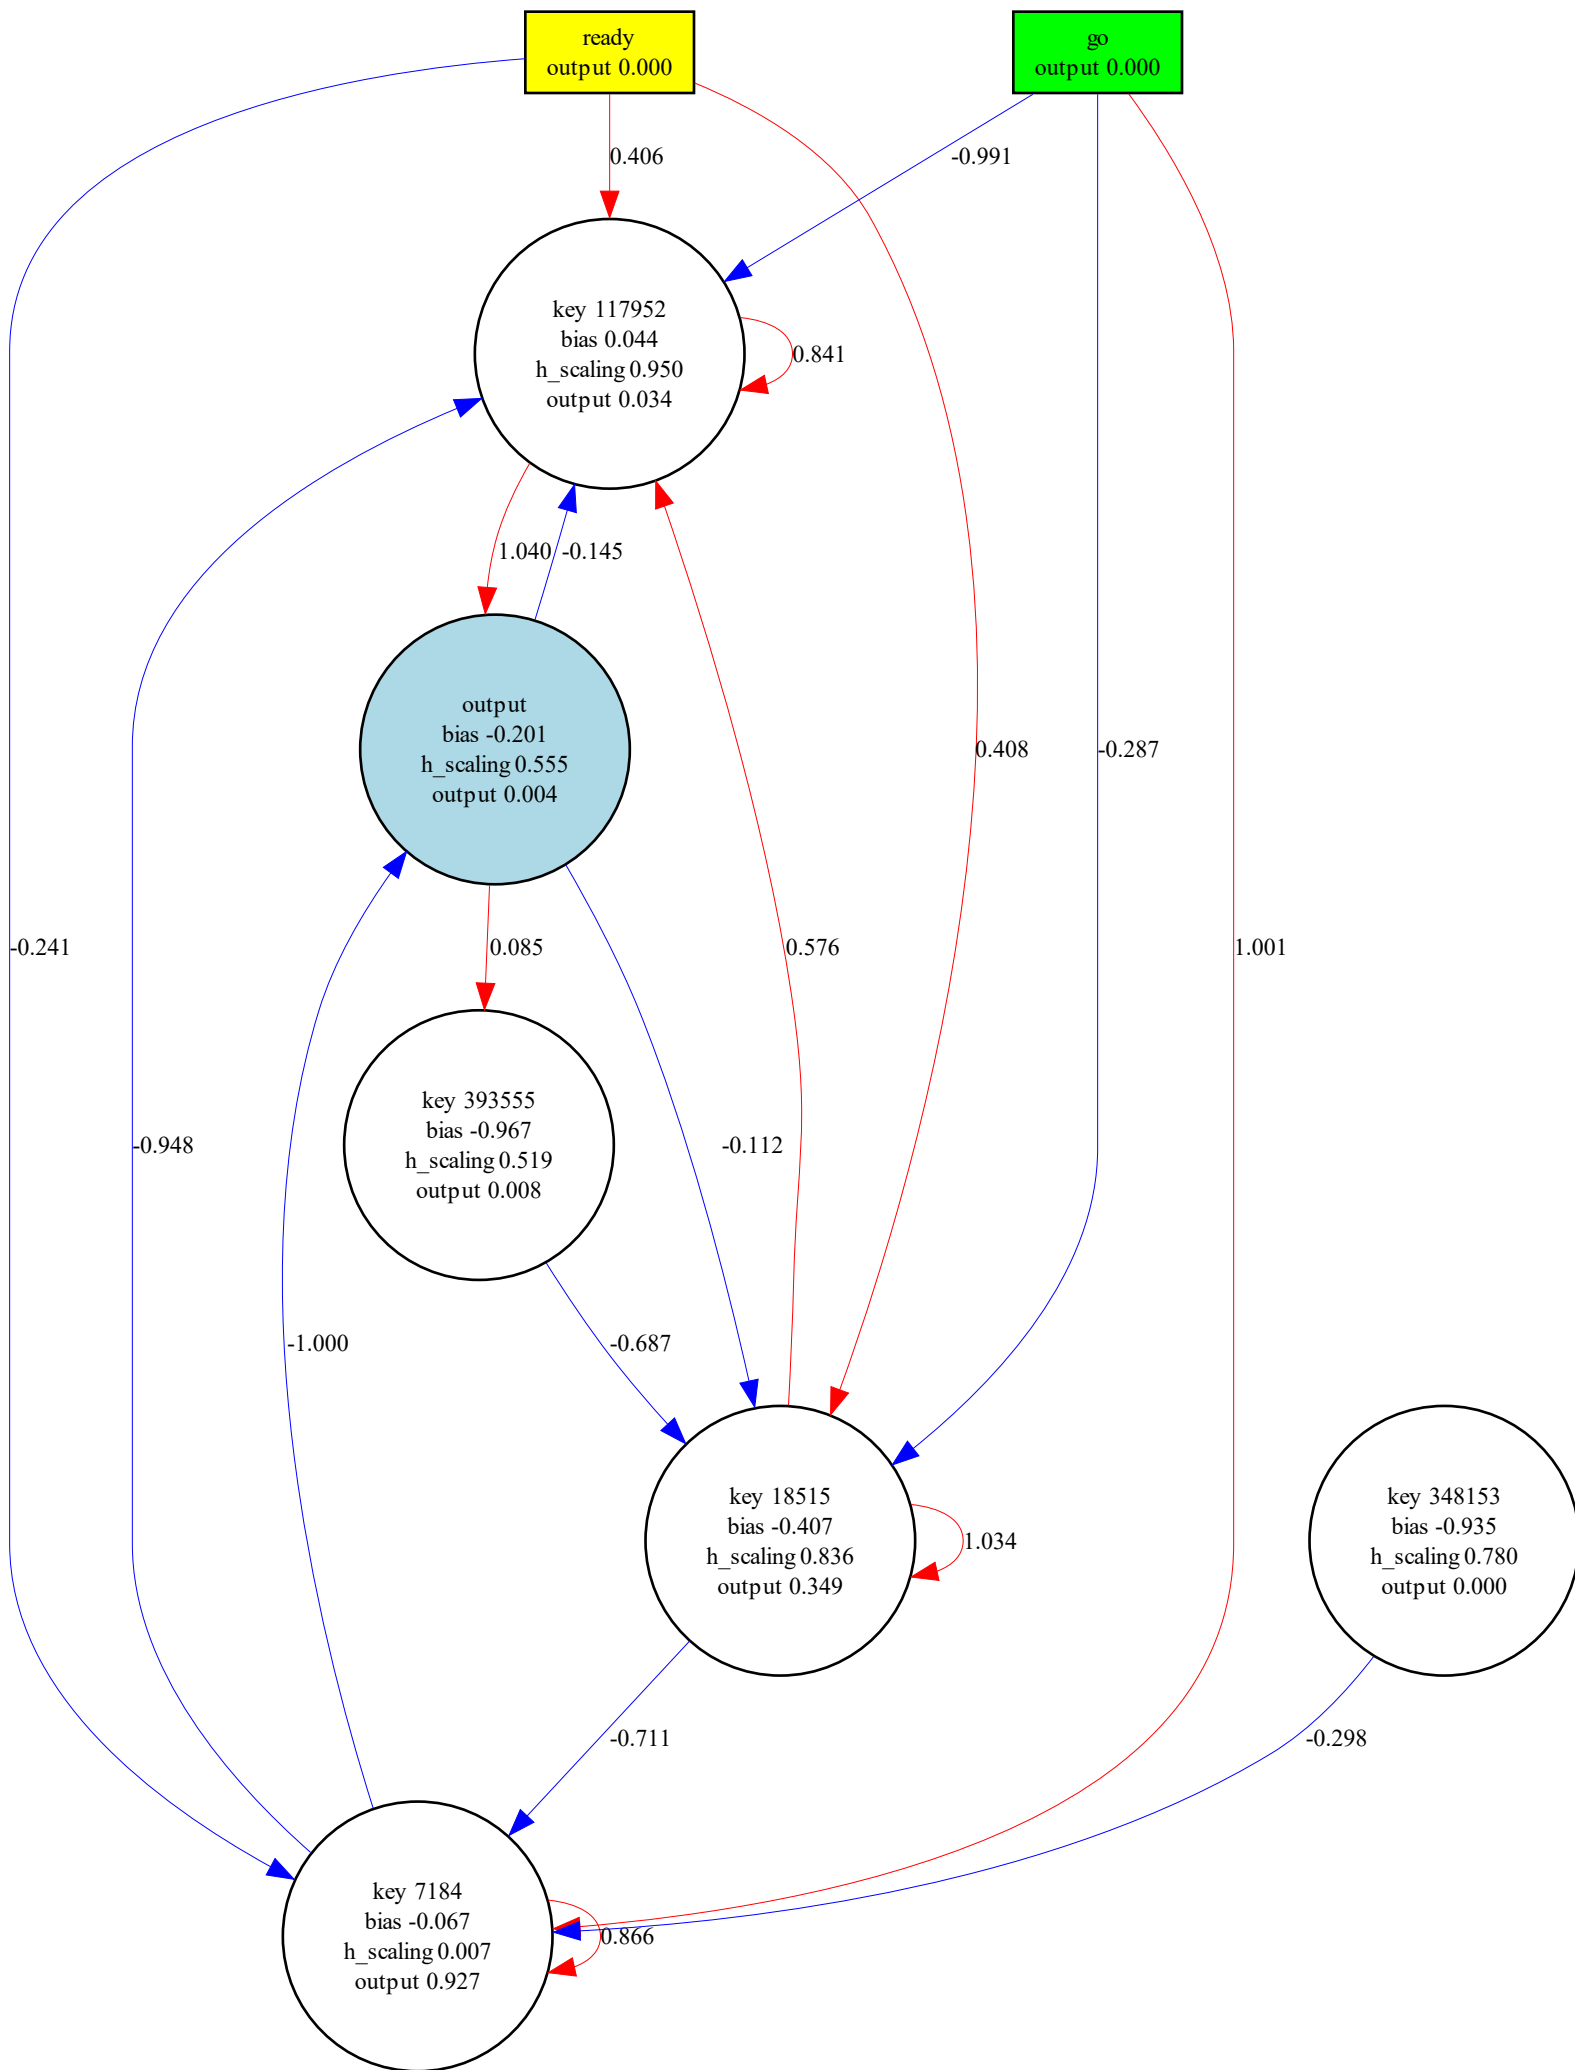 ready
output 0.000
go
output 0.000
0.406
-0.991
key 117952
bias 0.044
h_scaling 0.950
output 0.034
0.841
1.040
-0.145
output
bias -0.201
h_scaling 0.555
output 0.004
0.408
-0.287
-0.241
0.085
0.576
1.001
key 393555
bias -0.967
h_scaling 0.519
output 0.008
-0.948
-0.112
-1.000
-0.687
key 18515
bias -0.407
h_scaling 0.836
output 0.349
1.034
key 348153
bias -0.935
h_scaling 0.780
output 0.000
-0.711
-0.298
key 7184
bias -0.067
h_scaling 0.007
output 0.927
0.866